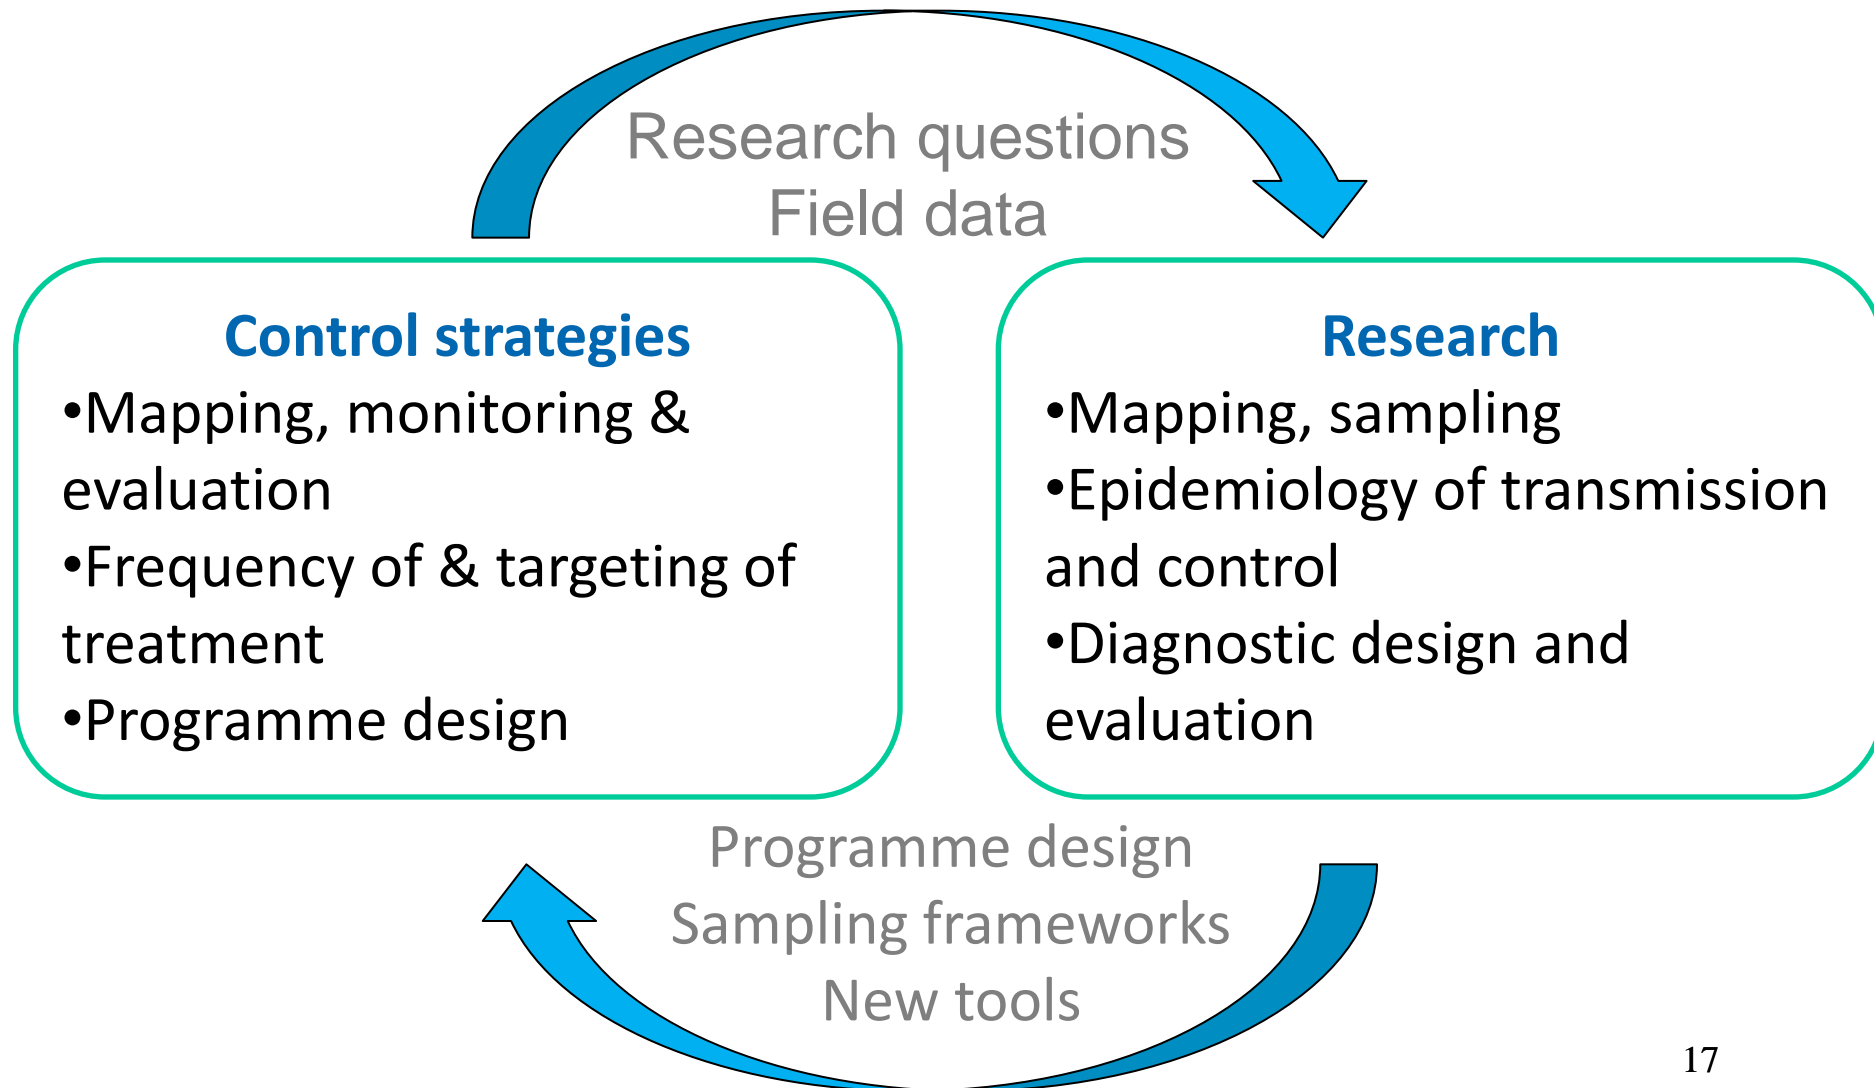 Research questions
Field data
Control strategies
•Mapping, monitoring &
evaluation
•Frequency of & targeting of
treatment
•Programme design
Research
•Mapping, sampling
•Epidemiology of transmission
and control
•Diagnostic design and
evaluation
Programme design
Sampling frameworks
New tools
17